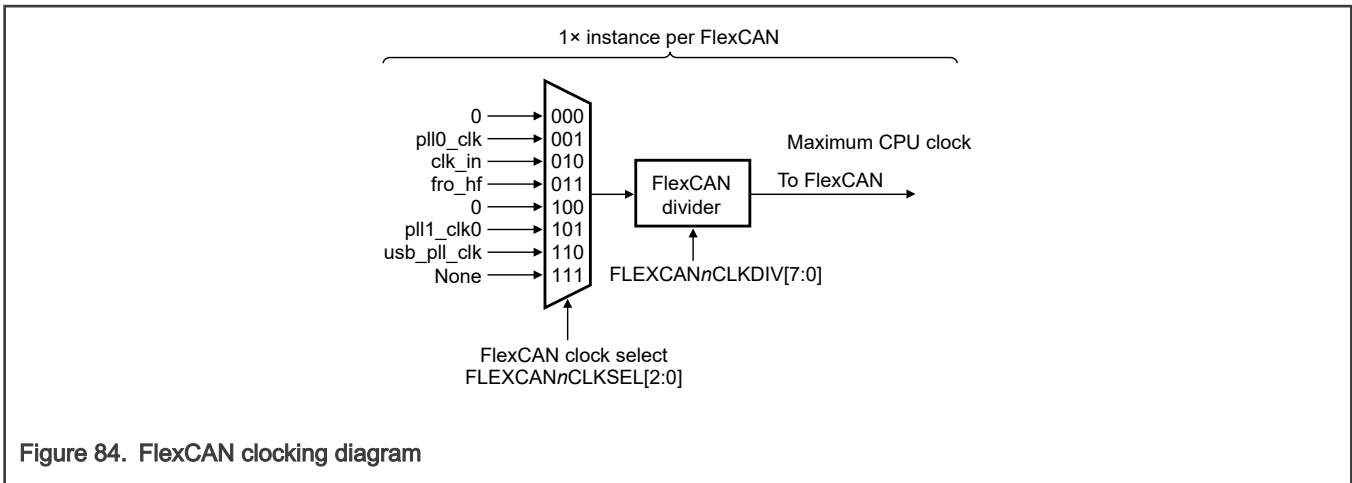 1× instance per FlexCAN
0
000
pll0_clk
001
clk_in
010
fro_hf
011
0
100
pll1_clk0
101
usb_pll_clk
110
None
111
FlexCAN
divider
Maximum CPU clock
To FlexCAN
FLEXCANnCLKDIV[7:0]
FlexCAN clock select
FLEXCANnCLKSEL[2:0]
Figure 84. FlexCAN clocking diagram